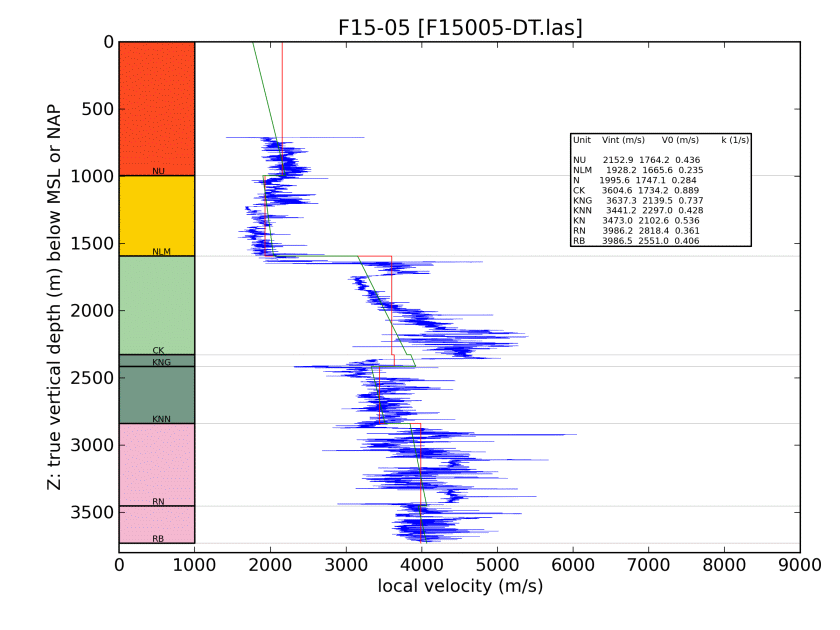 F15-05 [F15005-DT.las]
0
500
1000
1500
2000
2500
3000
3500
Z: true vertical depth (m) below MSL or NAP
NU
NLM
CK
KNG
KNN
RN
RB
Unit Vint (m/s) V0 (m/s) k (1/s)
NU 2152.9 1764.2 0.436
NLM 1928.2 1665.6 0.235
N 1995.6 1747.1 0.284
CK 3604.6 1734.2 0.889
KNG 3637.3 2139.5 0.737
KNN 3441.2 2297.0 0.428
KN 3473.0 2102.6 0.536
RN 3986.2 2818.4 0.361
RB 3986.5 2551.0 0.406
0 1000 2000 3000 4000 5000 6000 7000 8000 9000
local velocity (m/s)